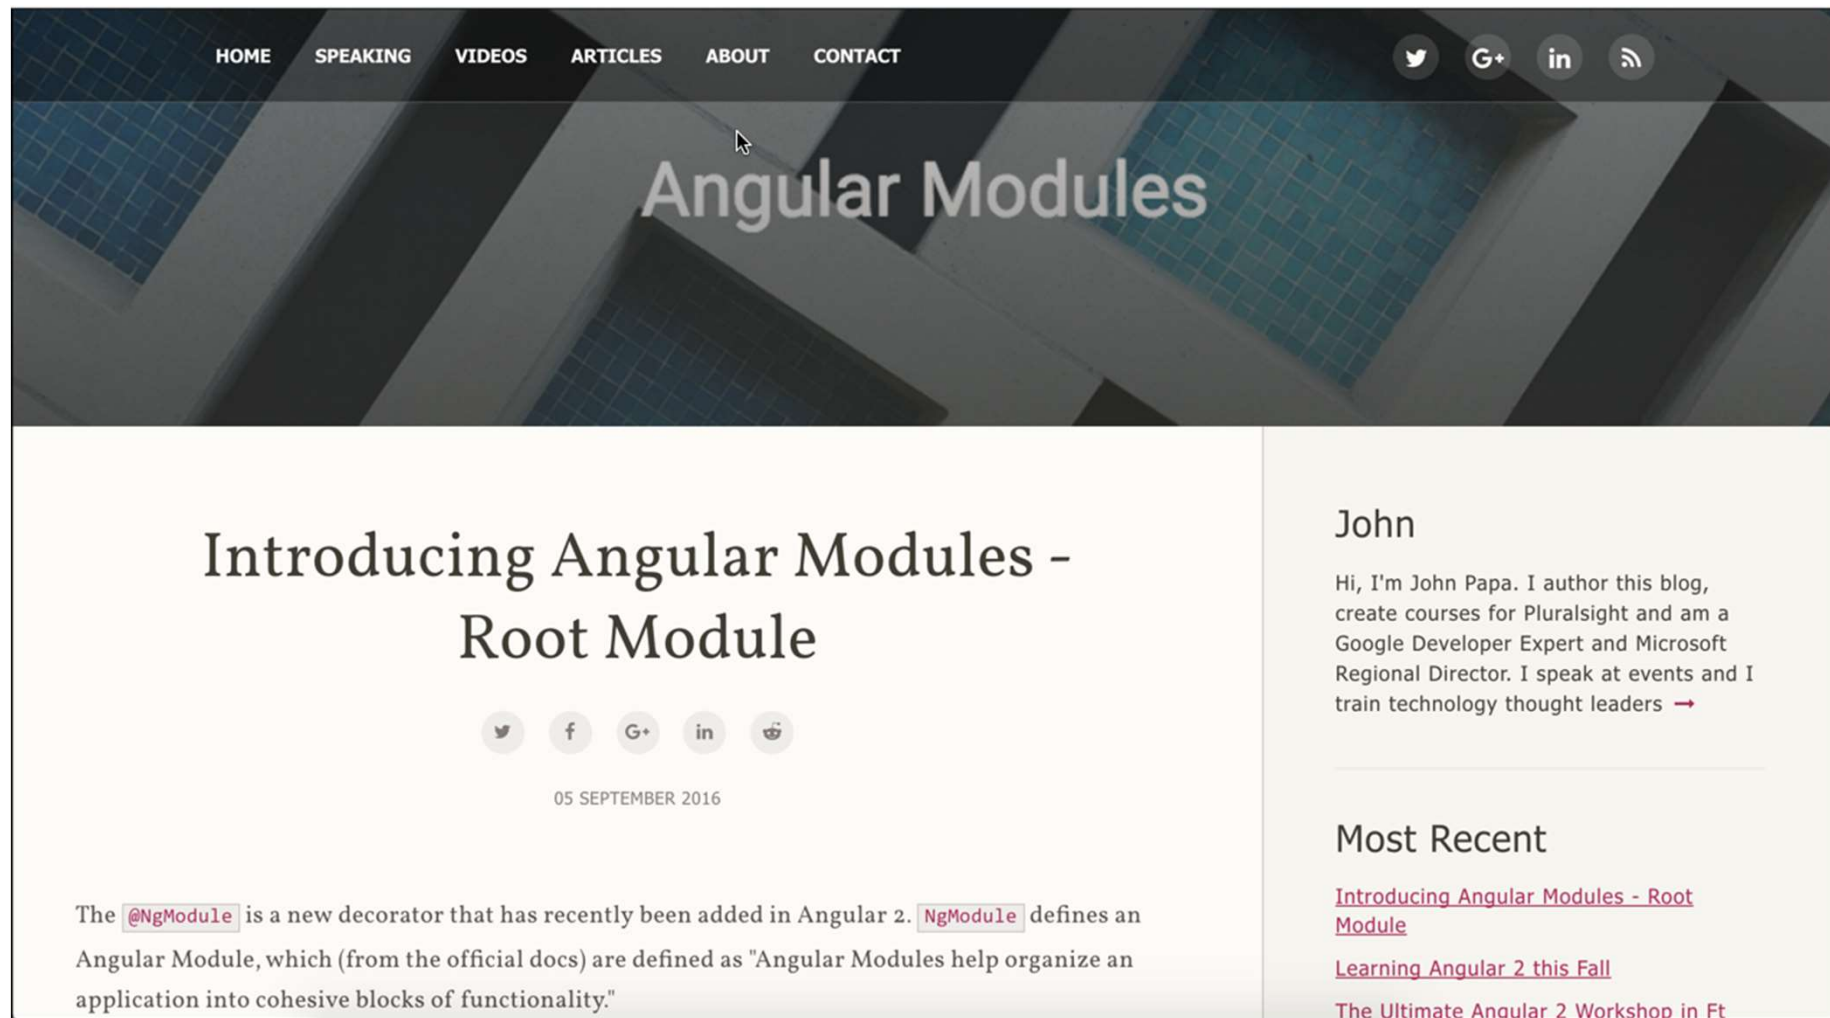 HOME SPEAKING VIDEOS ARTICLES ABOUT CONTACT
G+ in
Angular Modules
Introducing Angular Modules -
Root Module
f G+ in
05 SEPTEMBER 2016
The @NgModule is a new decorator that has recently been added in Angular 2. NgModule defines an
Angular Module, which (from the official docs) are defined as "Angular Modules help organize an
application into cohesive blocks of functionality."
John
Hi, I'm John Papa. I author this blog,
create courses for Pluralsight and am a
Google Developer Expert and Microsoft
Regional Director. I speak at events and I
train technology thought leaders →
Most Recent
Introducing Angular Modules - Root
Module
Learning Angular 2 this Fall
The Ultimate Angular 2 Workshop in Ft